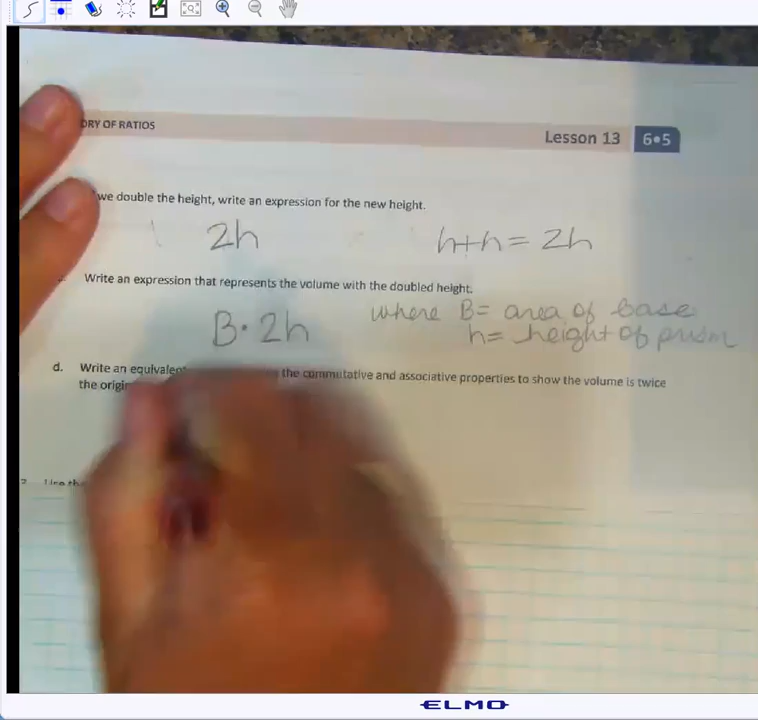 ORY OF RATIOS
Lesson 13 6•5
we double the height, write an expression for the new height.
2h h+h = 2h
Write an expression that represents the volume with the doubled height.
B · 2h where B= area of base
h= height of prism
d. Write an equivalent the commutative and associative properties to show the volume is twice
the origi
2
ELMO